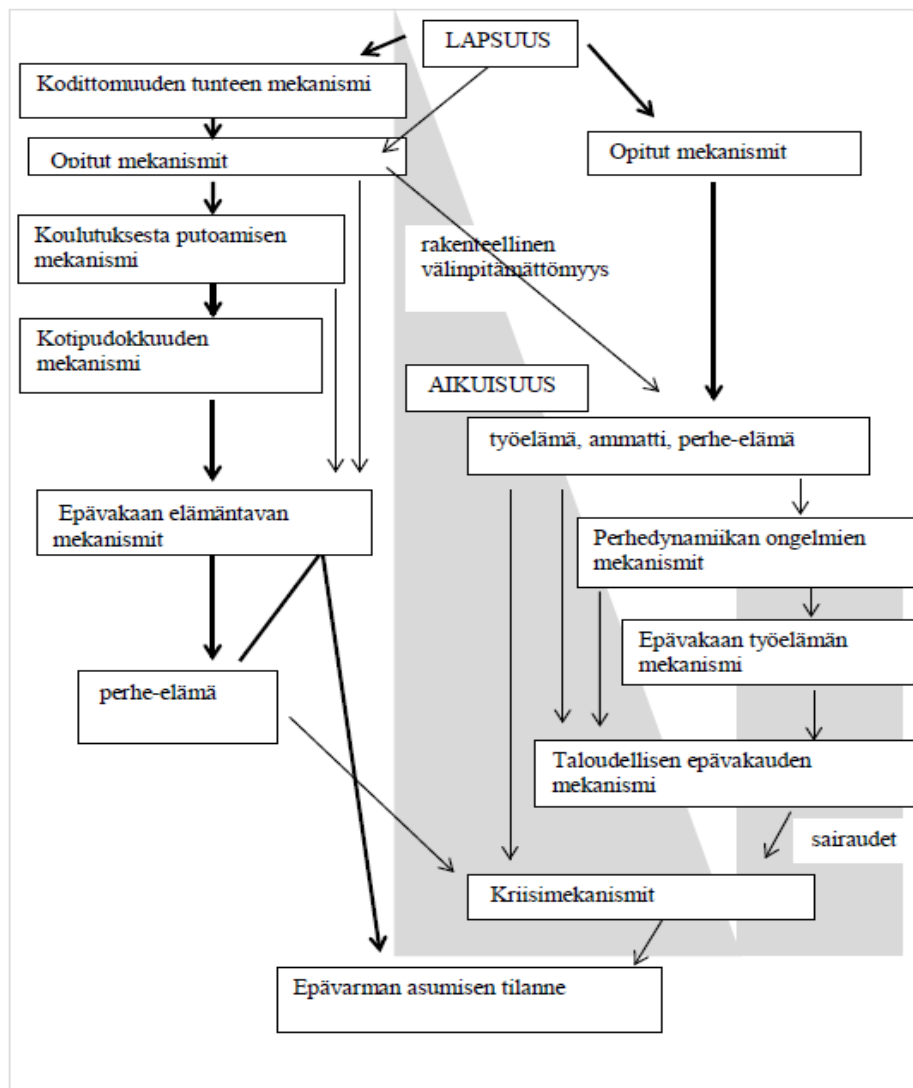 LAPSUUS
Kodittomuuden tunteen mekanismi
Opitut mekanismit
Opitut mekanismit
Koulutuksesta putoamisen
mekanismi
rakenteellinen
välinpitämättömyys
Kotipudokkuuden
mekanismi
AIKUISUUS
työelämä, ammatti, perhe-elämä
Epävakaan elämäntavan
mekanismit
Perhedynamiikan ongelmien
mekanismit
Epävakaan työelämän
mekanismi
perhe-elämä
Taloudellisen epävakauden
mekanismi
sairaudet
Kriisimekanismit
Epävarman asumisen tilanne